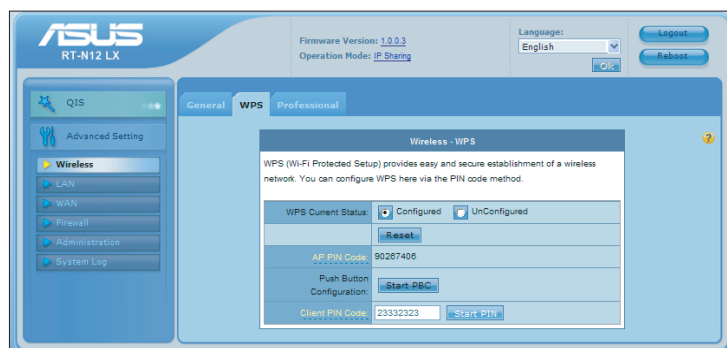 ASUS
RT-N12 LX
Firmware Version: 1.0.0.3
Operation Mode: IP Sharing
Language:
English
Ok
Logout
Reboot
QIS
Advanced Setting
Wireless
LAN
WAN
Firewall
Administration
System Log
General WPS Professional
Wireless - WPS
WPS (Wi-Fi Protected Setup) provides easy and secure establishment of a wireless
network. You can configure WPS here via the PIN code method.
WPS Current Status: Configured UnConfigured
Reset
AP PIN Code: 90267406
Push Button
Configuration: Start PBC
Client PIN Code: 23332323 Start PIN
?